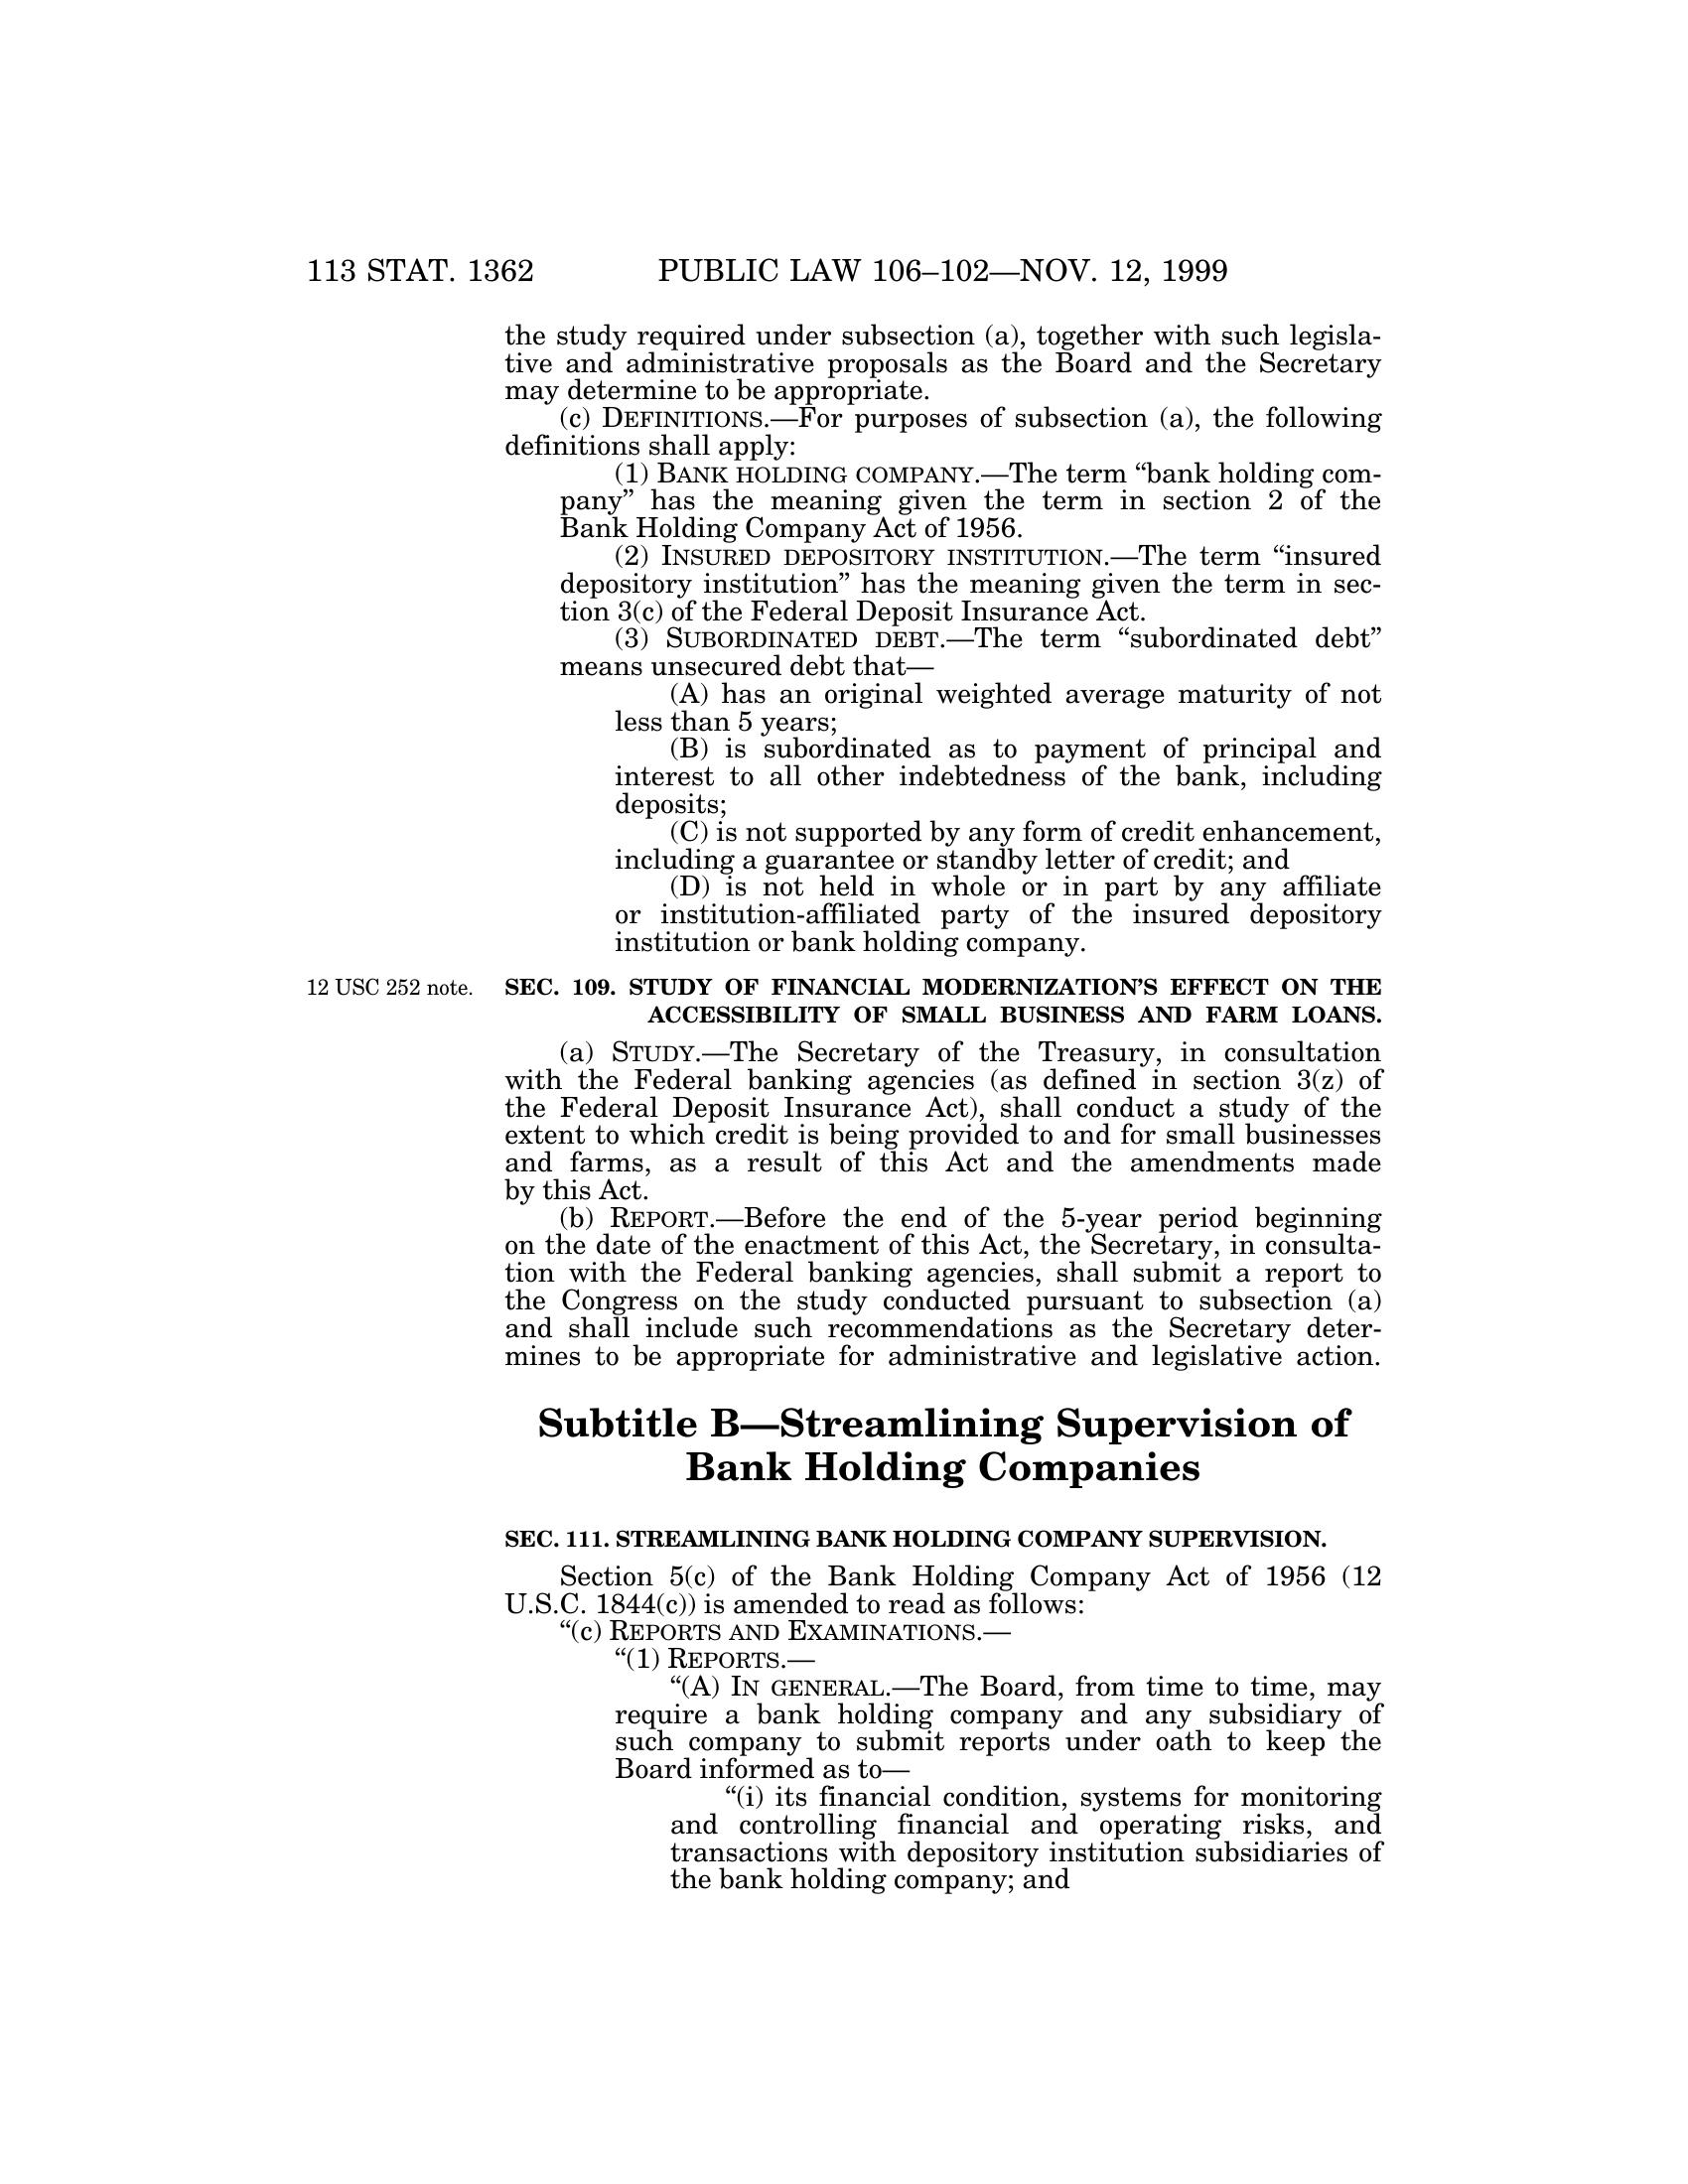 113 STAT. 1362 PUBLIC LAW 106–102—NOV. 12, 1999
the study required under subsection (a), together with such legisla-
tive and administrative proposals as the Board and the Secretary
may determine to be appropriate.
(c) DEFINITIONS.—For purposes of subsection (a), the following
definitions shall apply:
(1) BANK HOLDING COMPANY.—The term “bank holding com-
pany” has the meaning given the term in section 2 of the
Bank Holding Company Act of 1956.
(2) INSURED DEPOSITORY INSTITUTION.—The term “insured
depository institution” has the meaning given the term in sec-
tion 3(c) of the Federal Deposit Insurance Act.
(3) SUBORDINATED DEBT.—The term “subordinated debt”
means unsecured debt that—
(A) has an original weighted average maturity of not
less than 5 years;
(B) is subordinated as to payment of principal and
interest to all other indebtedness of the bank, including
deposits;
(C) is not supported by any form of credit enhancement,
including a guarantee or standby letter of credit; and
(D) is not held in whole or in part by any affiliate
or institution-affiliated party of the insured depository
institution or bank holding company.
12 USC 252 note. SEC. 109. STUDY OF FINANCIAL MODERNIZATION’S EFFECT ON THE
ACCESSIBILITY OF SMALL BUSINESS AND FARM LOANS.
(a) STUDY.—The Secretary of the Treasury, in consultation
with the Federal banking agencies (as defined in section 3(z) of
the Federal Deposit Insurance Act), shall conduct a study of the
extent to which credit is being provided to and for small businesses
and farms, as a result of this Act and the amendments made
by this Act.
(b) REPORT.—Before the end of the 5-year period beginning
on the date of the enactment of this Act, the Secretary, in consulta-
tion with the Federal banking agencies, shall submit a report to
the Congress on the study conducted pursuant to subsection (a)
and shall include such recommendations as the Secretary deter-
mines to be appropriate for administrative and legislative action.
Subtitle B—Streamlining Supervision of
Bank Holding Companies
SEC. 111. STREAMLINING BANK HOLDING COMPANY SUPERVISION.
Section 5(c) of the Bank Holding Company Act of 1956 (12
U.S.C. 1844(c)) is amended to read as follows:
“(c) REPORTS AND EXAMINATIONS.—
“(1) REPORTS.—
“(A) IN GENERAL.—The Board, from time to time, may
require a bank holding company and any subsidiary of
such company to submit reports under oath to keep the
Board informed as to—
“(i) its financial condition, systems for monitoring
and controlling financial and operating risks, and
transactions with depository institution subsidiaries of
the bank holding company; and